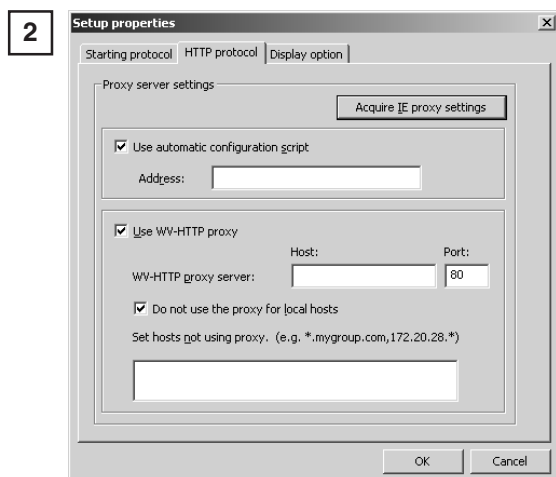 2
Setup properties
Starting protocol HTTP protocol Display option
Proxy server settings
Acquire IE proxy settings
Use automatic configuration script
Address:
Use WV-HTTP proxy
Host: Port:
WV-HTTP proxy server: 80
Do not use the proxy for local hosts
Set hosts not using proxy. (e.g. *.mygroup.com,172.20.28.*)
OK Cancel